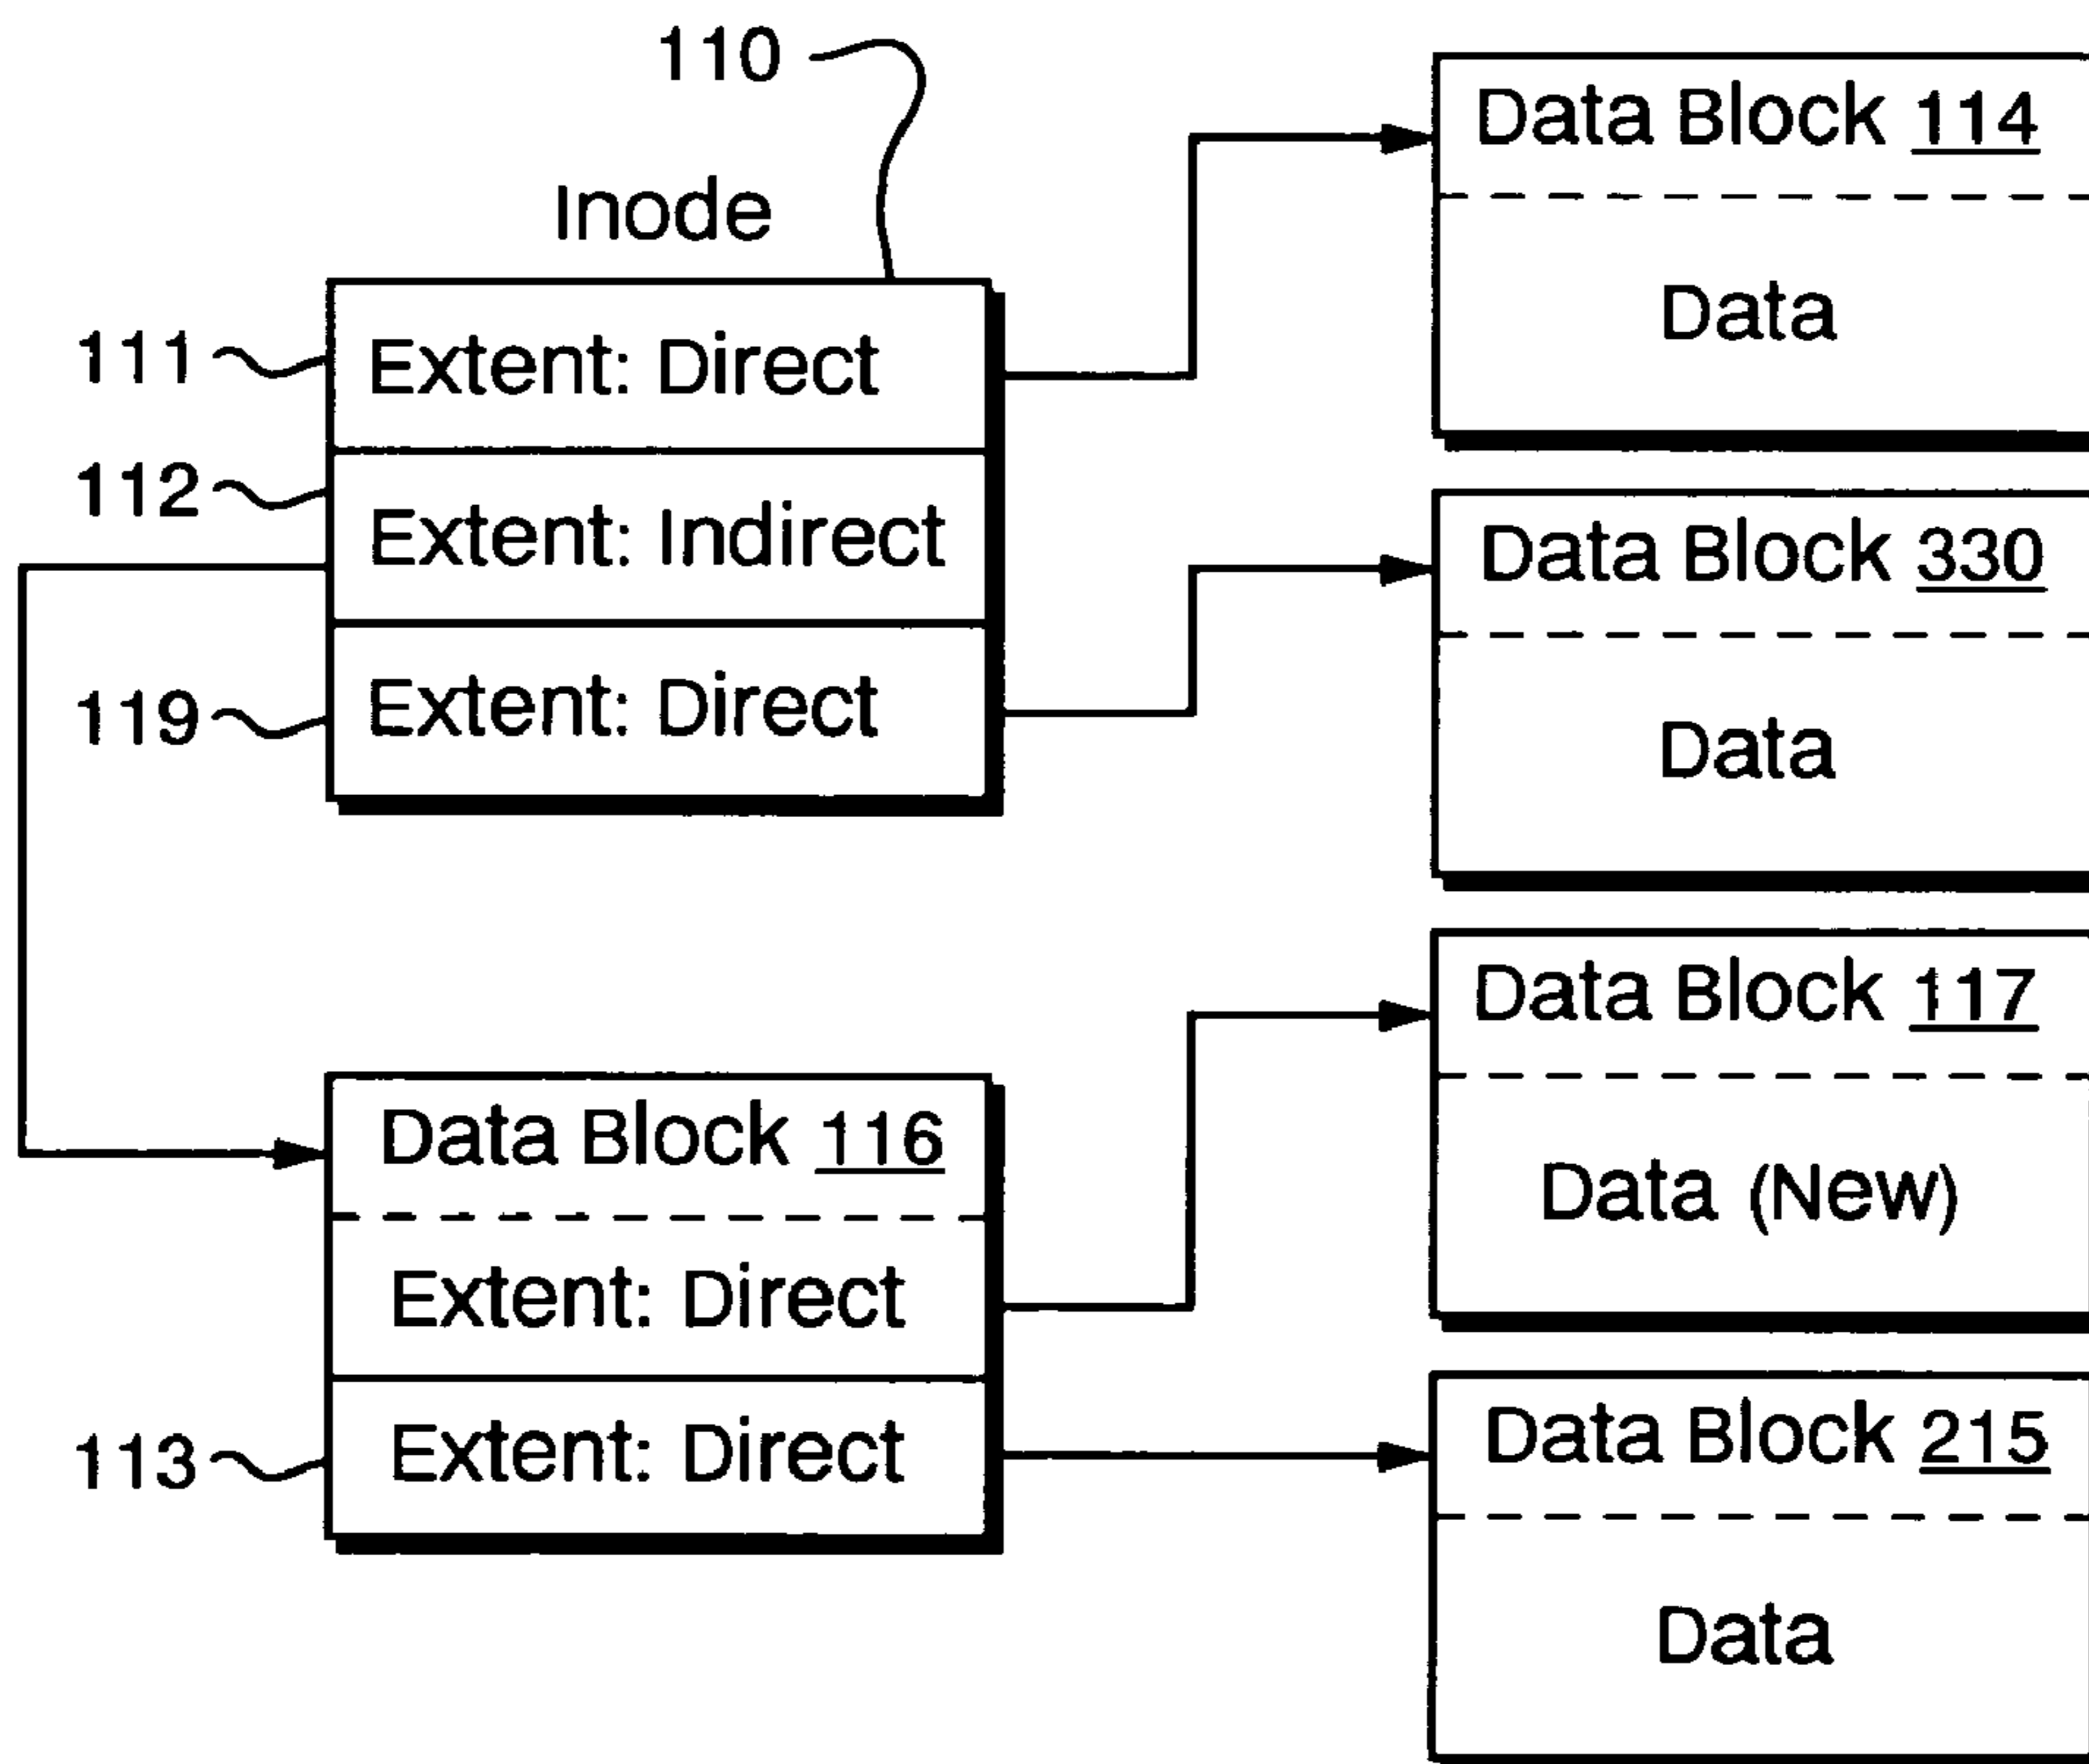 110
Inode
111
Extent: Direct
112
Extent: Indirect
119
Extent: Direct
Data Block 114
Data
Data Block 330
Data
Data Block 116
Extent: Direct
113
Extent: Direct
Data Block 117
Data (New)
Data Block 215
Data